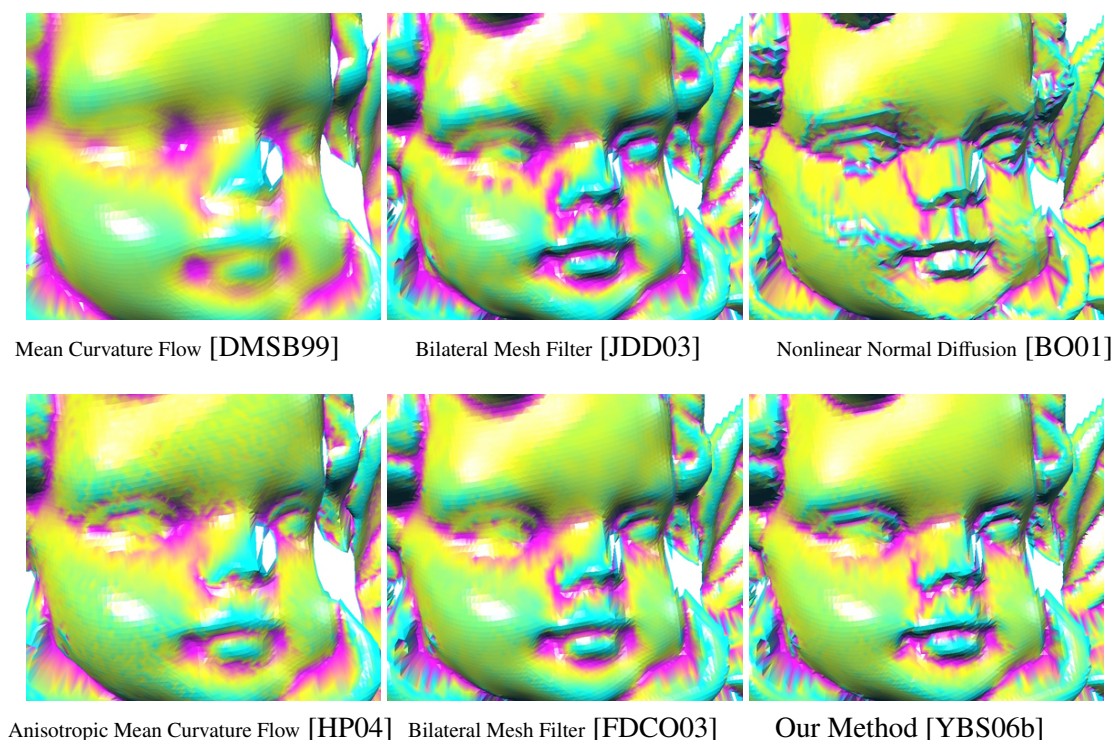 Mean Curvature Flow [DMSB99]
Bilateral Mesh Filter [JDD03]
Nonlinear Normal Diffusion [BO01]
Anisotropic Mean Curvature Flow [HP04]
Bilateral Mesh Filter [FDCO03]
Our Method [YBS06b]